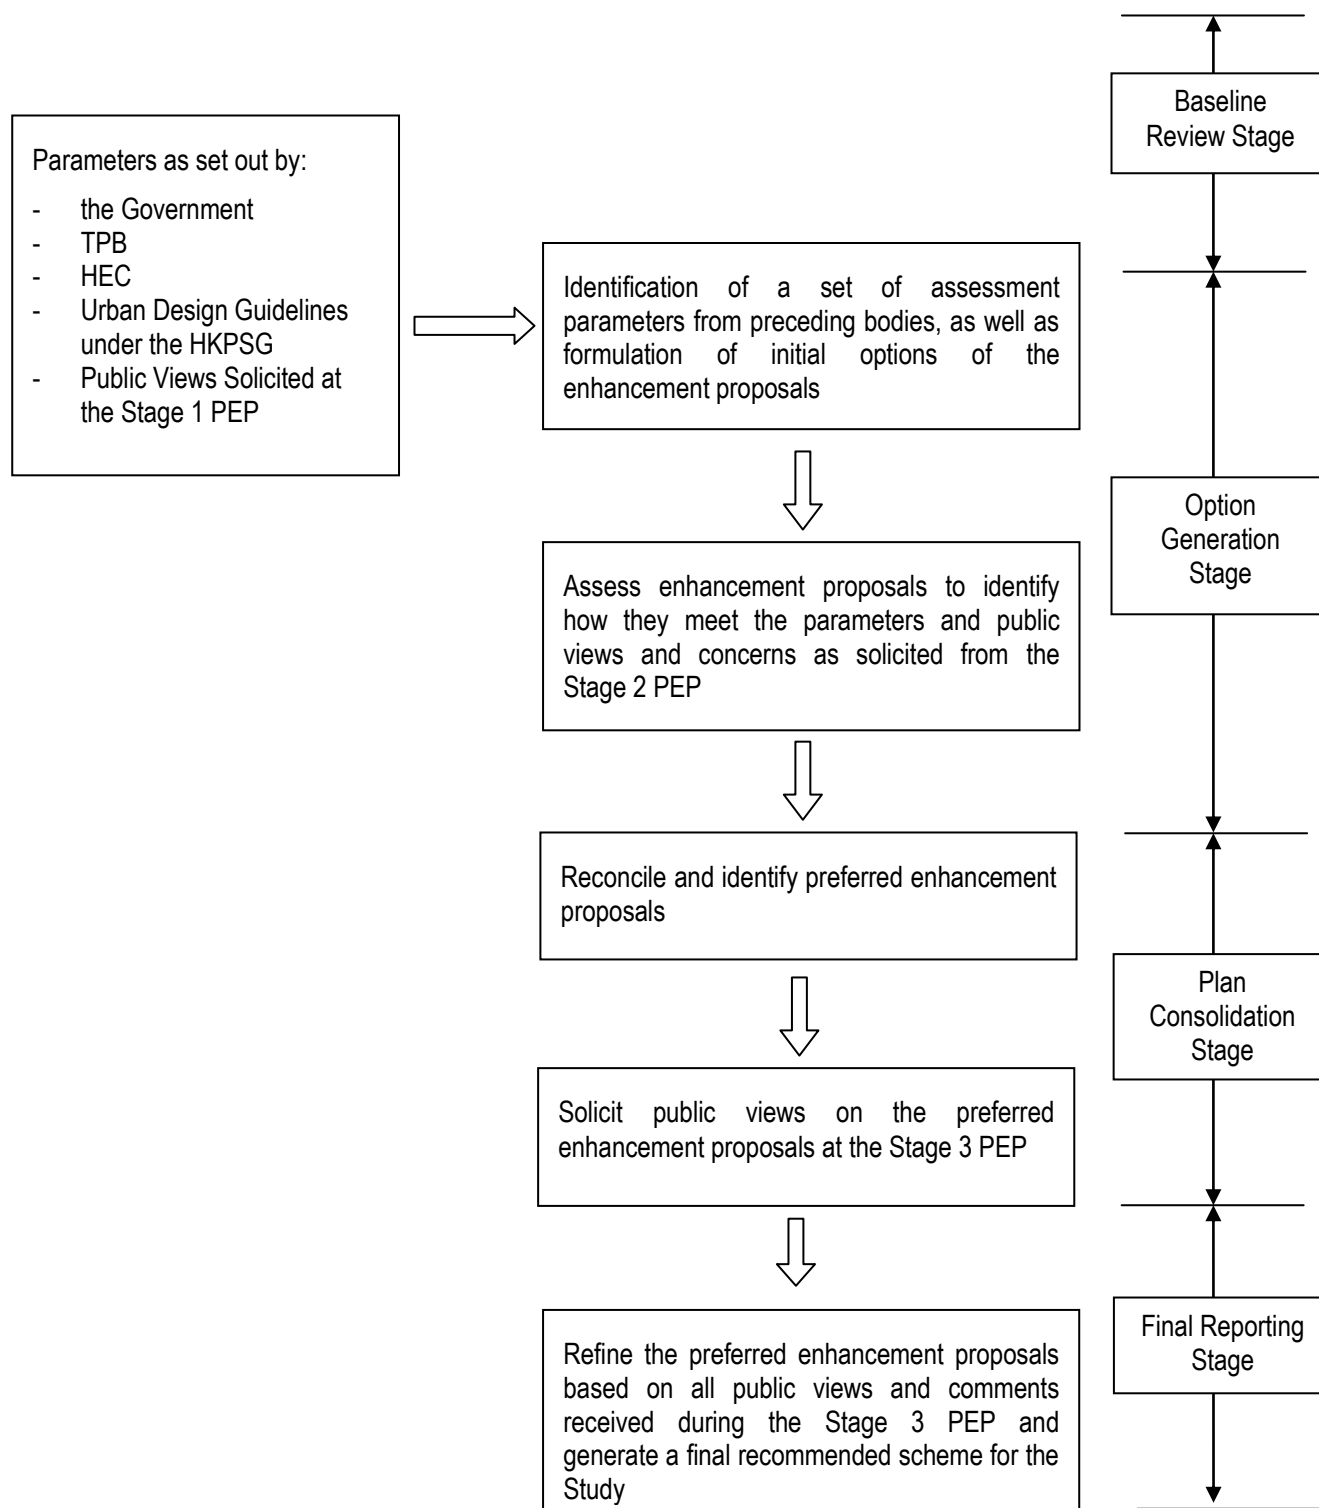 Baseline
Review Stage
Parameters as set out by:
- the Government
- TPB
- HEC
- Urban Design Guidelines
under the HKPSG
- Public Views Solicited at
the Stage 1 PEP
Identification of a set of assessment
parameters from preceding bodies, as well as
formulation of initial options of the
enhancement proposals
Option
Generation
Stage
Assess enhancement proposals to identify
how they meet the parameters and public
views and concerns as solicited from the
Stage 2 PEP
Reconcile and identify preferred enhancement
proposals
Plan
Consolidation
Stage
Solicit public views on the preferred
enhancement proposals at the Stage 3 PEP
Final Reporting
Stage
Refine the preferred enhancement proposals
based on all public views and comments
received during the Stage 3 PEP and
generate a final recommended scheme for the
Study